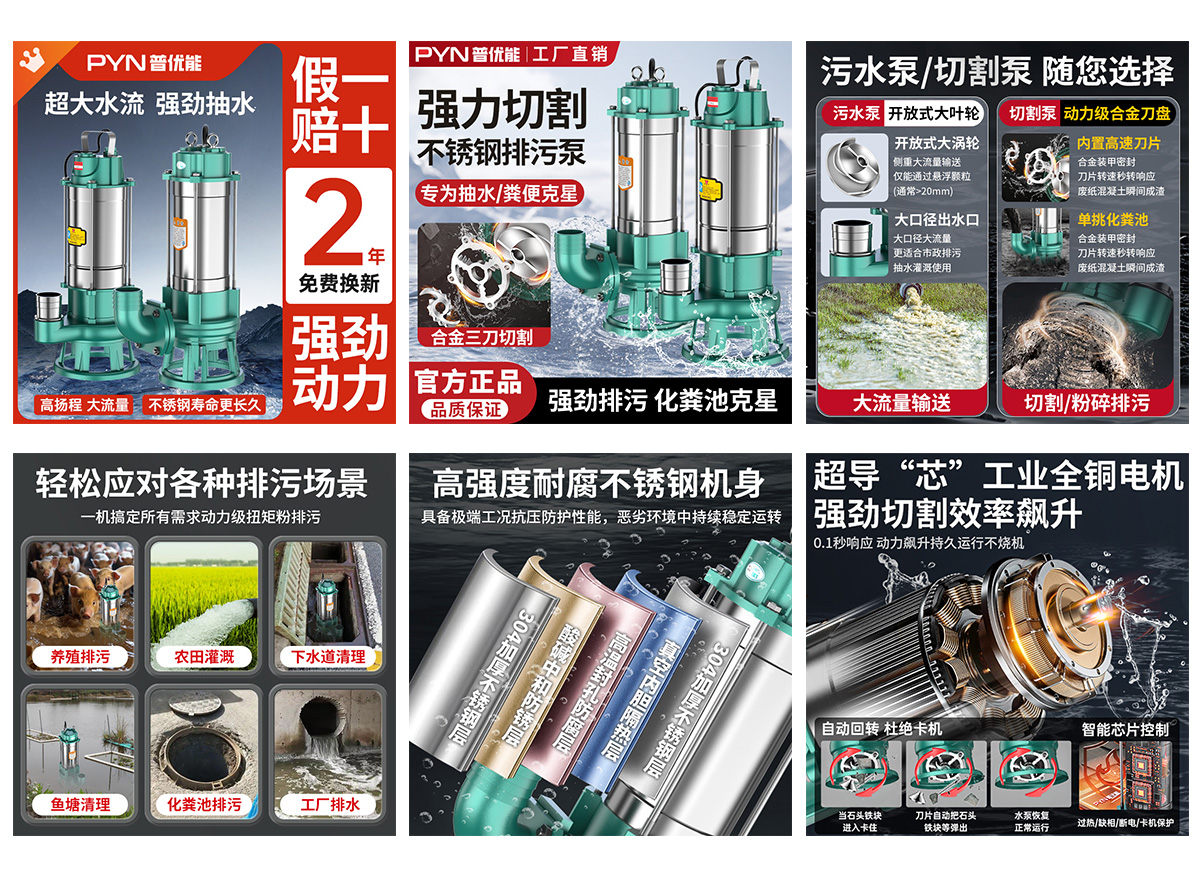 PYN普优能
超大水流 强劲抽水
高扬程 大流量
不锈钢寿命更长久
假一
赔十
2年
免费换新
强劲
动力
PYN普优能 工厂直销
强力切割
不锈钢排污泵
专为抽水/粪便克星
合金三刀切割
官方正品
品质保证
强劲排污 化粪池克星
污水泵/切割泵 随您选择
污水泵 开放式大叶轮
开放式大涡轮
侧重大流量输送
仅能通过悬浮颗粒
(通常>20mm)
大口径出水口
大口径大流量
更适合市政排污
抽水灌溉使用
大流量输送
切割泵 动力级合金刀盘
内置高速刀片
合金装甲密封
刀片转速秒转响应
废纸混凝土瞬间成渣
单挑化粪池
合金装甲密封
刀片转速秒转响应
废纸混凝土瞬间成渣
切割/粉碎排污
轻松应对各种排污场景
一机搞定所有需求动力级扭矩粉排污
养殖排污
农田灌溉
下水道清理
鱼塘清理
化粪池排污
工厂排水
高强度耐腐不锈钢机身
具备极端工况抗压防护性能，恶劣环境中持续稳定运转
304加厚不锈钢层
酸碱中和防锈层
高温封孔防腐层
真空内胆隔热层
304加厚不锈钢层
超导“芯”工业全铜电机
强劲切割效率飙升
0.1秒响应 动力飙升持久运行不烧机
自动回转 杜绝卡机
当石头铁块
进入卡住
刀片自动把石头
铁块等弹出
水泵恢复
正常运行
智能芯片控制
PYN
过热/缺相/断电/卡机保护